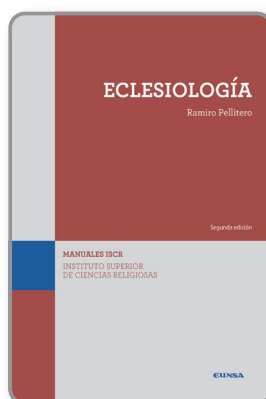 ECLESIOLOGÍA
Ramiro Pellitero
Segunda edición
MANUALES ISCR
INSTITUTO SUPERIOR
DE CIENCIAS RELIGIOSAS
EUNSA